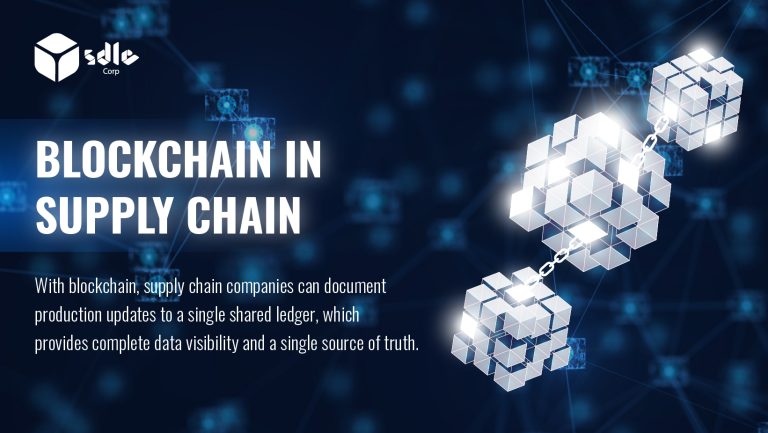 sdle
Corp
BLOCKCHAIN IN
SUPPLY CHAIN
With blockchain, supply chain companies can document
production updates to a single shared ledger, which
provides complete data visibility and a single source of truth.